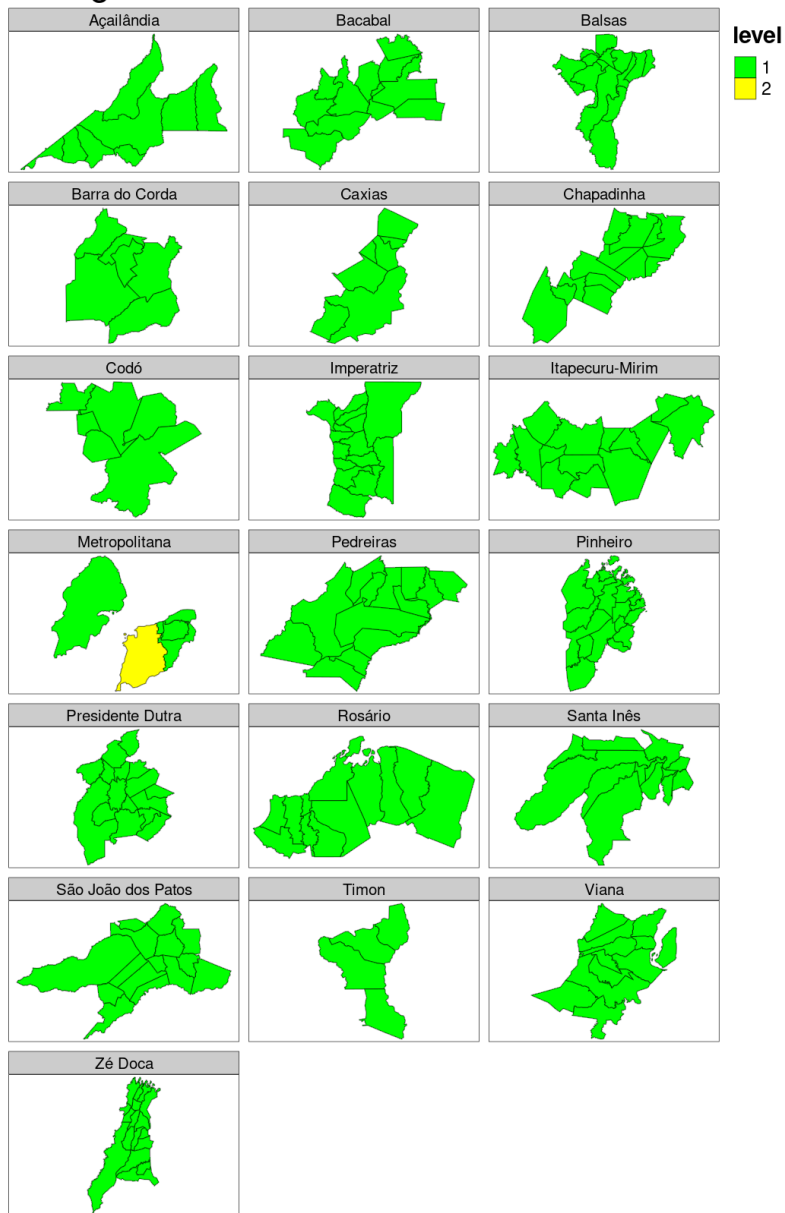 Açailândia
Bacabal
Balsas
level
1
2
Barra do Corda
Caxias
Chapadinha
Codó
Imperatriz
Itapecuru-Mirim
Metropolitana
Pedreiras
Pinheiro
Presidente Dutra
Rosário
Santa Inês
São João dos Patos
Timon
Viana
Zé Doca